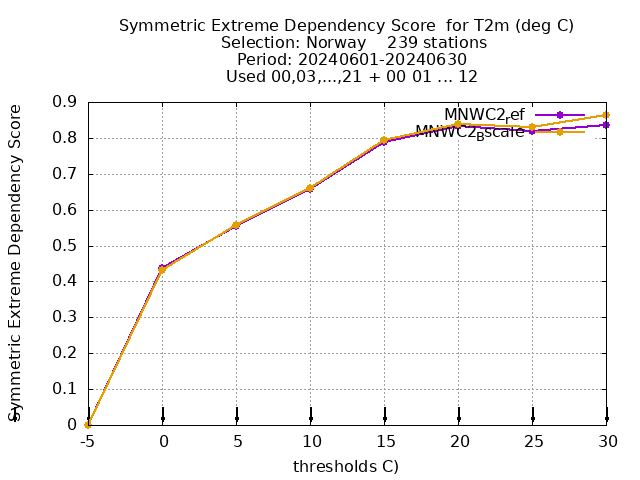 Symmetric Extreme Dependency Score for T2m (deg C)
Selection: Norway 239 stations
Period: 20240601-20240630
Used 00,03,...,21 + 00 01 ... 12
Symmetric Extreme Dependency Score
0.9
0.8
0.7
0.6
0.5
0.4
0.3
0.2
0.1
0
MNWC2ref
MNWC2Bscale
-5 0 5 10 15 20 25 30
thresholds C)